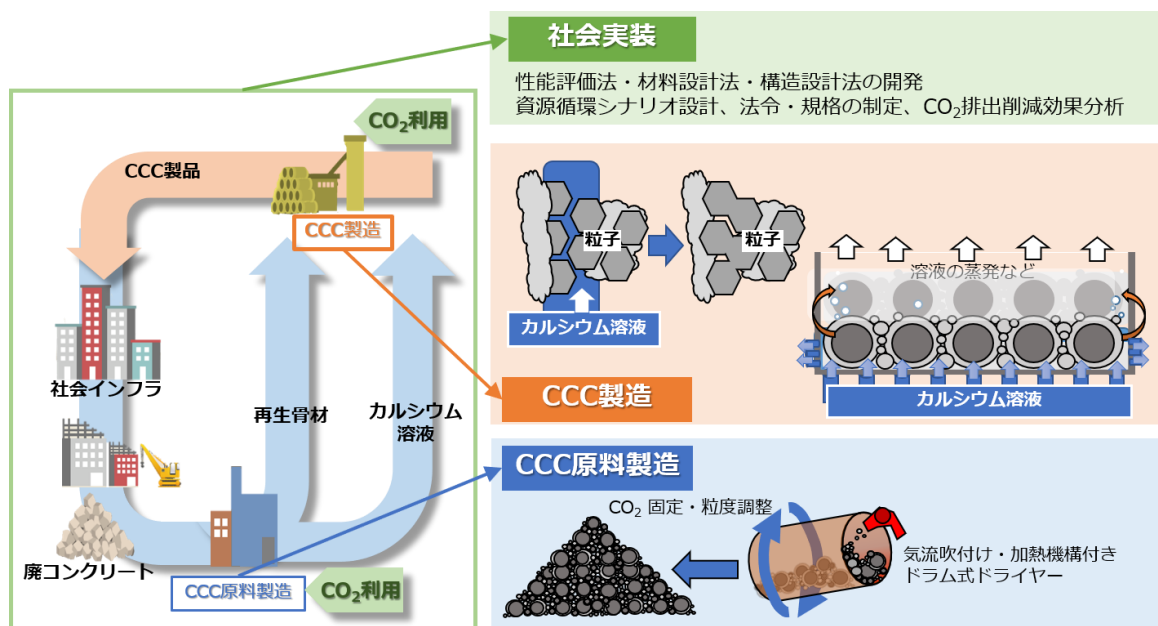 社会実装
性能評価法・材料設計法・構造設計法の開発
資源循環シナリオ設計、法令・規格の制定、CO₂排出削減効果分析
CO₂利用
CCC製品
CCC製造
社会インフラ
再生骨材
カルシウム
溶液
廃コンクリート
CCC原料製造
CO₂利用
粒子
粒子
カルシウム溶液
溶液の蒸発など
カルシウム溶液
CCC製造
CCC原料製造
CO₂ 固定・粒度調整
気流吹付け・加熱機構付き
ドラム式ドライヤー